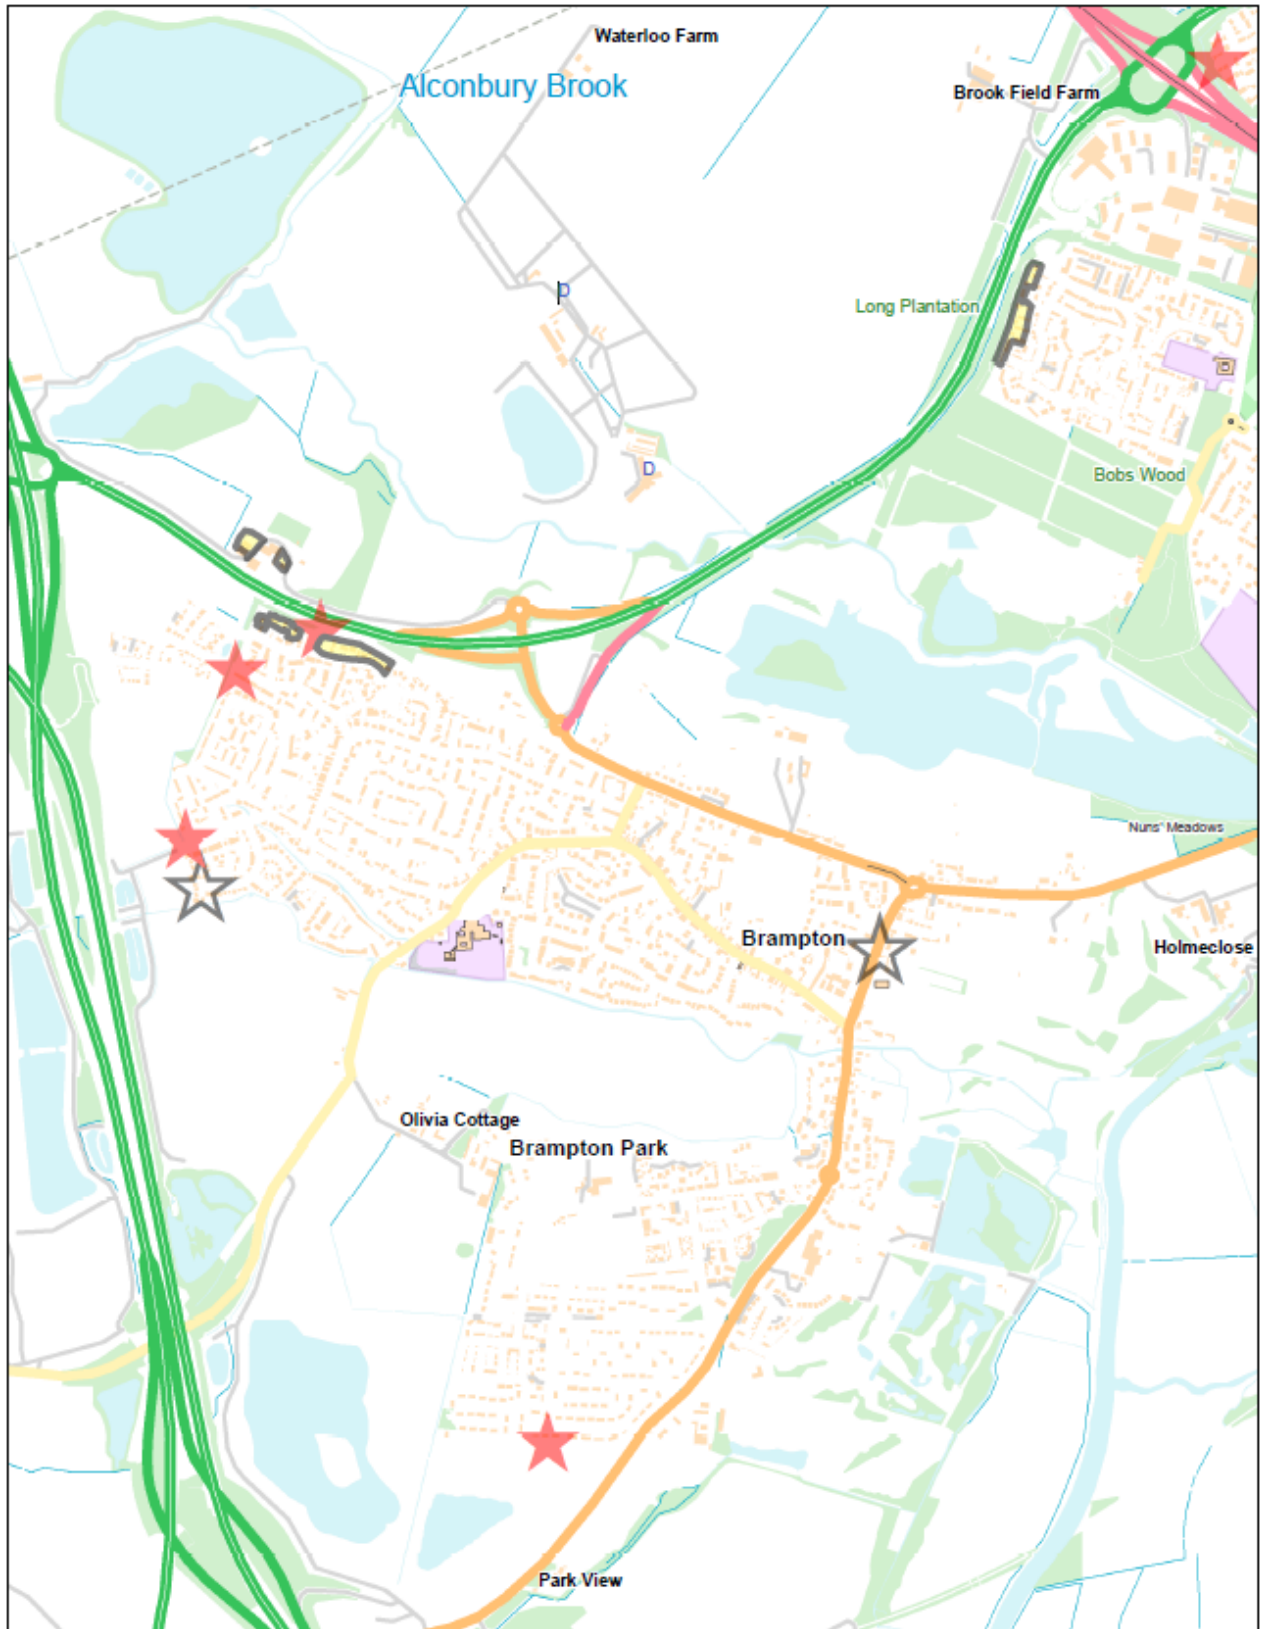 Waterloo Farm
Alconbury Brook
Brook Field Farm
D
Long Plantation
D
Bobs Wood
Nuns' Meadows
Brampton
Holmeclose
Olivia Cottage
Brampton Park
Park View